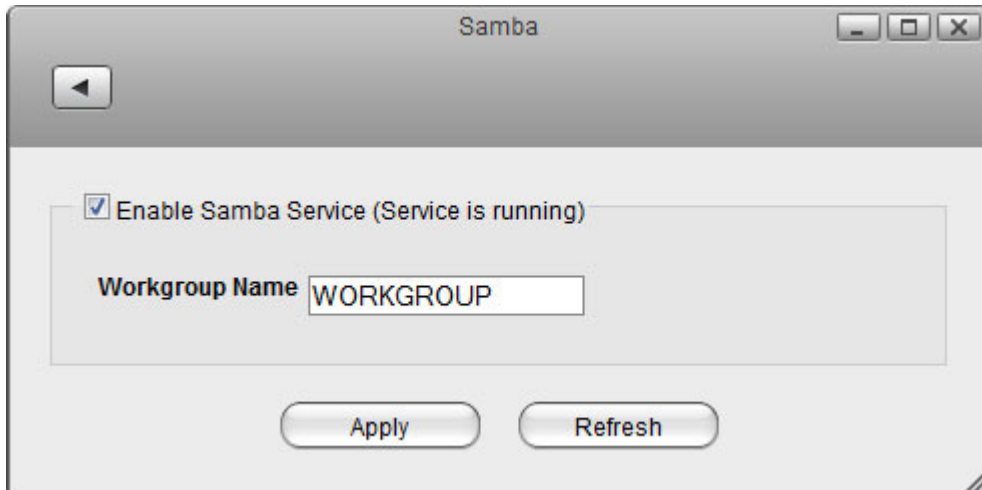 Samba
Enable Samba Service (Service is running)
Workgroup Name WORKGROUP
Apply Refresh